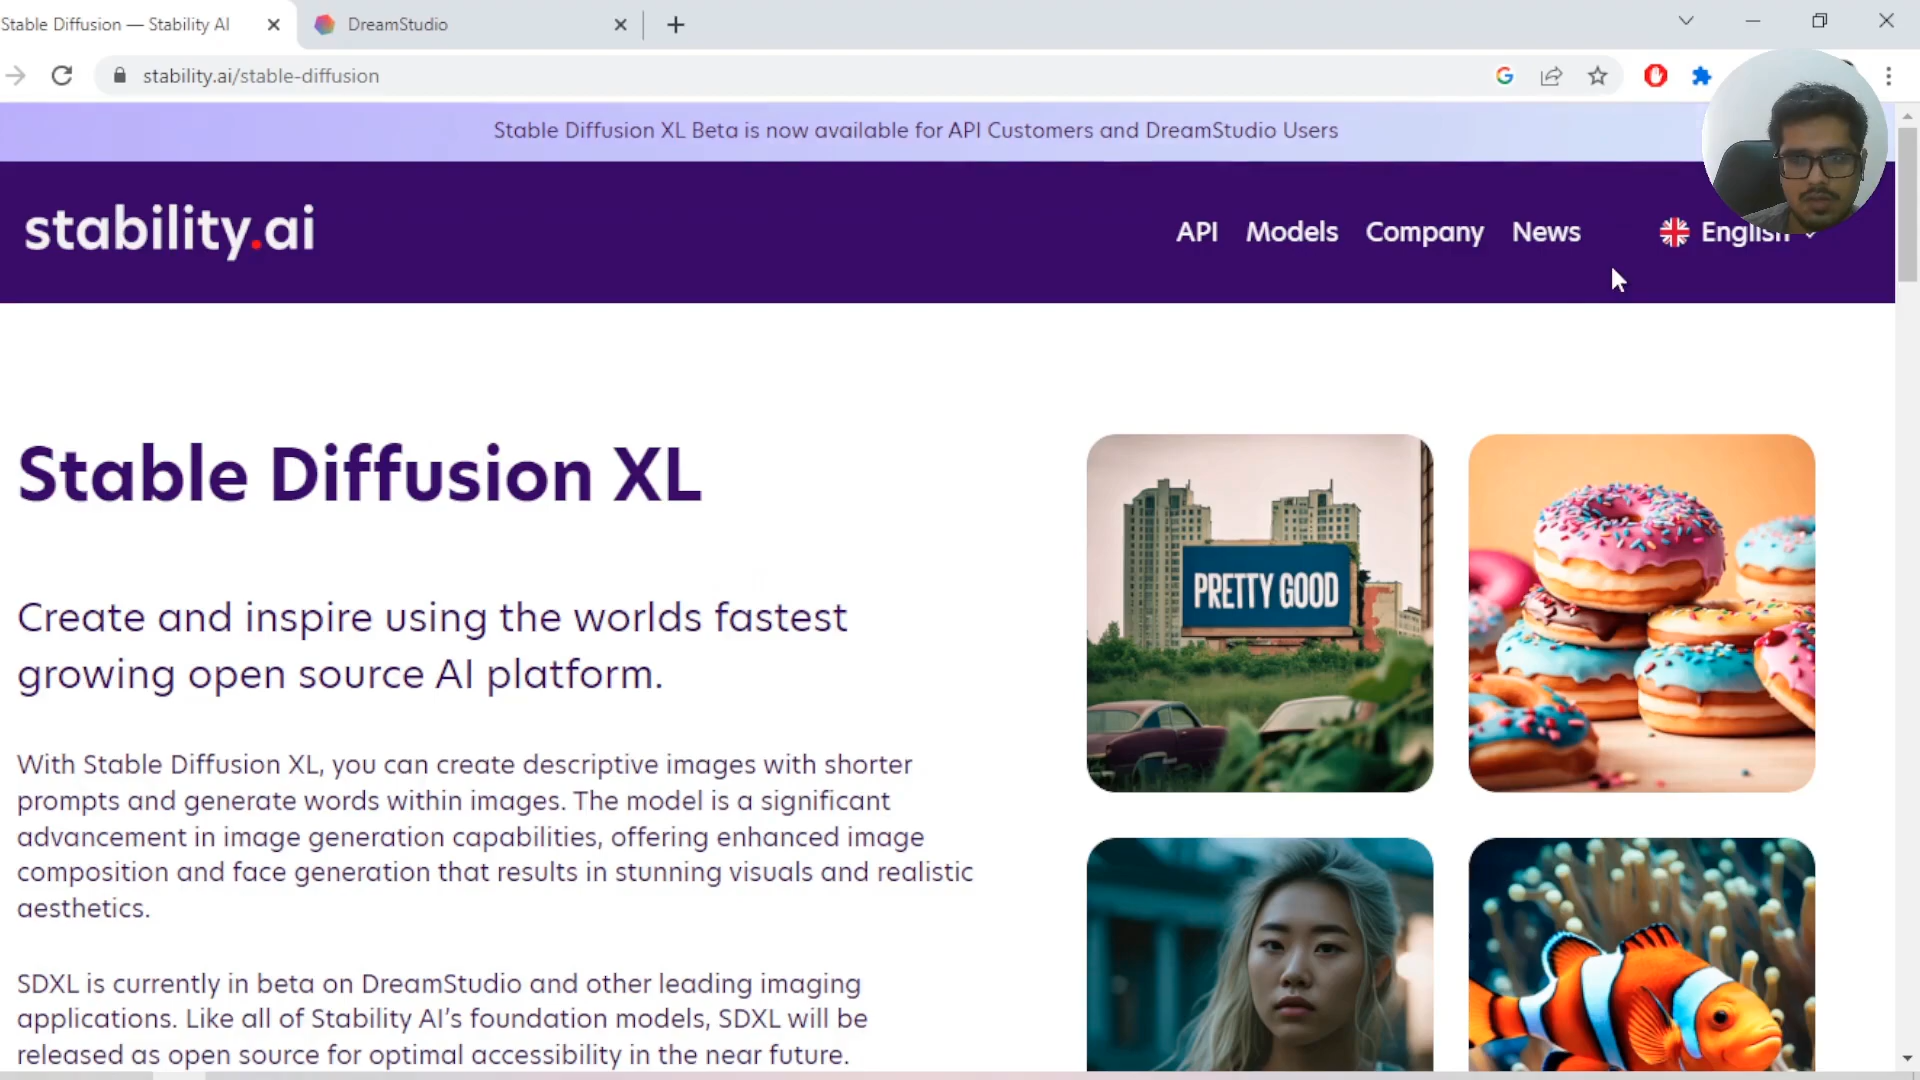 Stable Diffusion — Stability AI
DreamStudio
stability.ai/stable-diffusion
Stable Diffusion XL Beta is now available for API Customers and DreamStudio Users
stability.ai
API Models Company News English
Stable Diffusion XL
Create and inspire using the worlds fastest
growing open source AI platform.
With Stable Diffusion XL, you can create descriptive images with shorter
prompts and generate words within images. The model is a significant
advancement in image generation capabilities, offering enhanced image
composition and face generation that results in stunning visuals and realistic
aesthetics.
SDXL is currently in beta on DreamStudio and other leading imaging
applications. Like all of Stability AI’s foundation models, SDXL will be
released as open source for optimal accessibility in the near future.
PRETTY GOOD